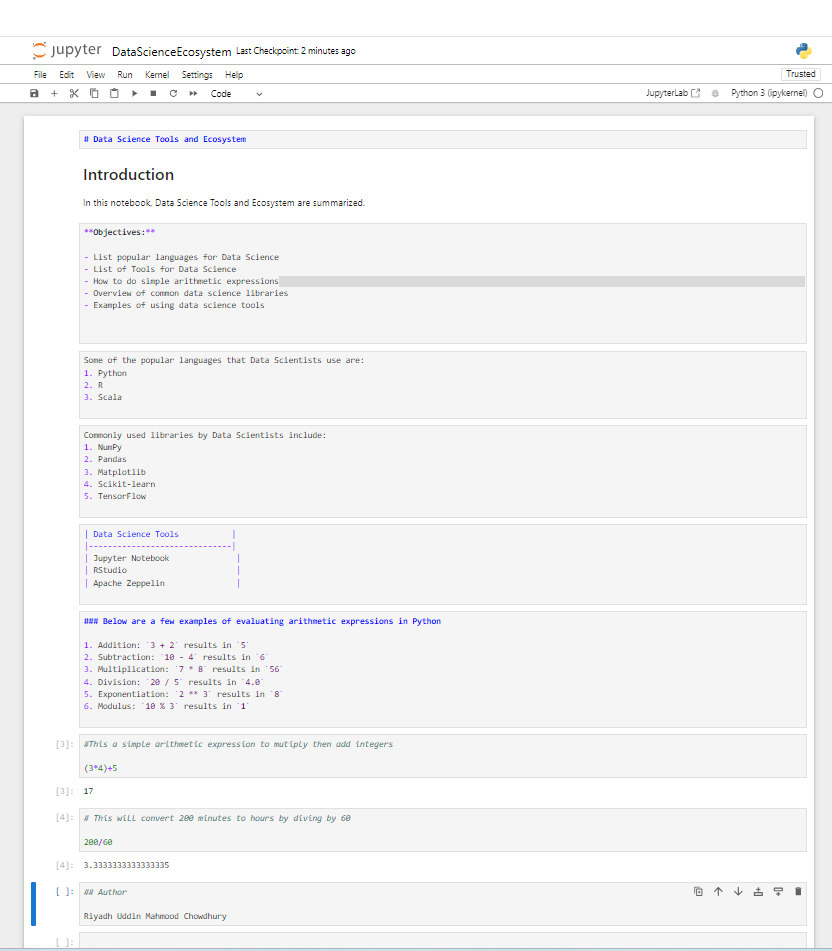 jupyter DataScienceEcosystem Last Checkpoint: 2 minutes ago
File Edit View Run Kernel Settings Help Trusted
Code JupyterLab Python 3 (ipykernel)
# Data Science Tools and Ecosystem
Introduction
In this notebook, Data Science Tools and Ecosystem are summarized.
**Objectives:**
- List popular languages for Data Science
- List of Tools for Data Science
- How to do simple arithmetic expressions
- Overview of common data science libraries
- Examples of using data science tools
Some of the popular languages that Data Scientists use are:
1. Python
2. R
3. Scala
Commonly used libraries by Data Scientists include:
1. NumPy
2. Pandas
3. Matplotlib
4. Scikit-learn
5. TensorFlow
| Data Science Tools |
|------------------------------|
| Jupyter Notebook |
| RStudio |
| Apache Zeppelin |
### Below are a few examples of evaluating arithmetic expressions in Python
1. Addition: `3 + 2` results in `5`
2. Subtraction: `10 - 4` results in `6`
3. Multiplication: `7 * 8` results in `56`
4. Division: `20 / 5` results in `4.0`
5. Exponentiation: `2 ** 3` results in `8`
6. Modulus: `10 % 3` results in `1`
[3]: #This a simple arithmetic expression to mutiply then add integers
(3*4)+5
[3]: 17
[4]: # This will convert 200 minutes to hours by diving by 60
200/60
[4]: 3.3333333333333335
[ ]: ## Author
Riyadh Uddin Mahmood Chowdhury
[ ]: